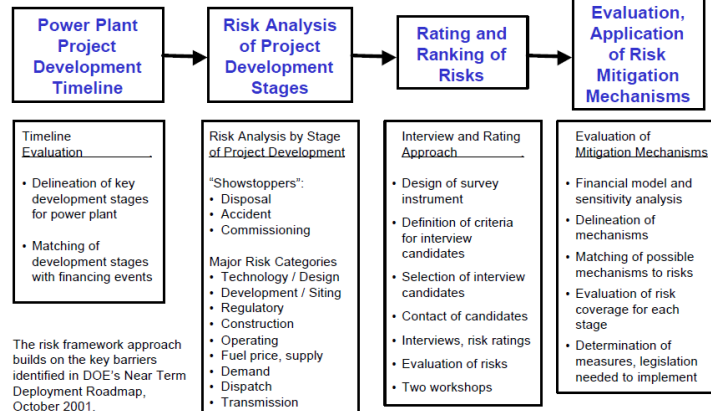 Power Plant
Project
Development
Timeline
Risk Analysis
of Project
Development
Stages
Rating and
Ranking of
Risks
Evaluation,
Application
of Risk
Mitigation
Mechanisms
Timeline
Evaluation
• Delineation of key
development stages
for power plant
• Matching of
development stages
with financing events
The risk framework approach
builds on the key barriers
identified in DOE's Near Term
Deployment Roadmap,
October 2001.
Risk Analysis by Stage
of Project Development
"Showstoppers":
• Disposal
• Accident
• Commissioning
Major Risk Categories
• Technology / Design
• Development / Siting
• Regulatory
• Construction
• Operating
• Fuel price, supply
• Demand
• Dispatch
• Transmission
Interview and Rating
Approach
• Design of survey
instrument
• Definition of criteria
for interview
candidates
• Selection of interview
candidates
• Contact of candidates
• Interviews, risk ratings
• Evaluation of risks
• Two workshops
Evaluation of
Mitigation Mechanisms
• Financial model and
sensitivity analysis
• Delineation of
mechanisms
• Matching of possible
mechanisms to risks
• Evaluation of risk
coverage for each
stage
• Determination of
measures, legislation
needed to implement